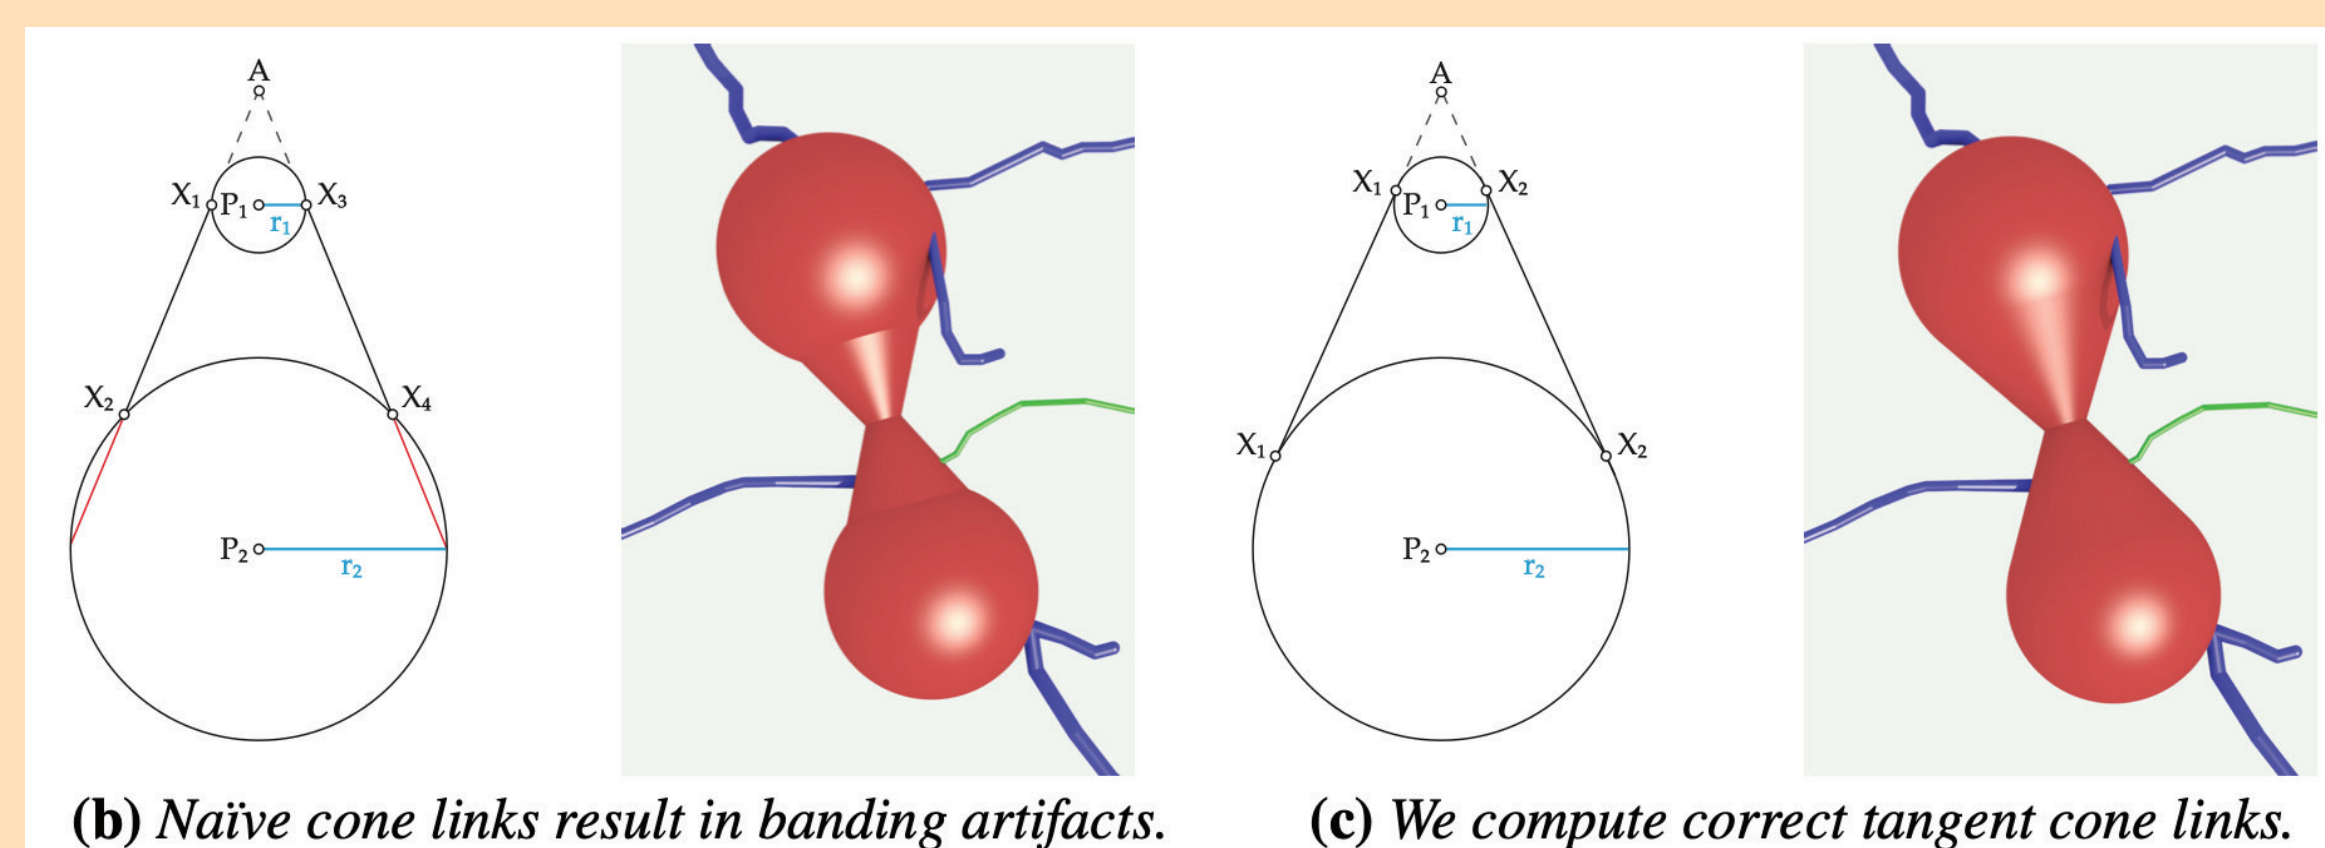 A
X₁ P₁ X₃
r₁
X₂ X₄
P₂
r₂
(b) Naïve cone links result in banding artifacts.
A
X₁ X₂
P₁
r₁
X₁ X₂
P₂
r₂
(c) We compute correct tangent cone links.